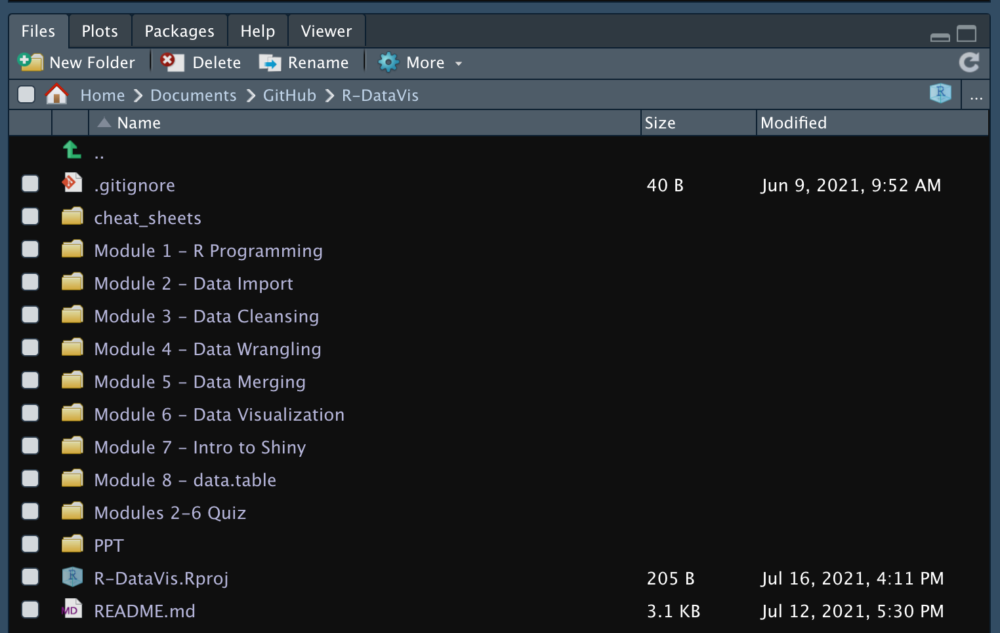 Files Plots Packages Help Viewer
New Folder Delete Rename More
Home Documents GitHub R-DataVis R ...
Name Size Modified
..
.gitignore 40 B Jun 9, 2021, 9:52 AM
cheat_sheets
Module 1 - R Programming
Module 2 - Data Import
Module 3 - Data Cleansing
Module 4 - Data Wrangling
Module 5 - Data Merging
Module 6 - Data Visualization
Module 7 - Intro to Shiny
Module 8 - data.table
Modules 2-6 Quiz
PPT
R R-DataVis.Rproj 205 B Jul 16, 2021, 4:11 PM
MD README.md 3.1 KB Jul 12, 2021, 5:30 PM